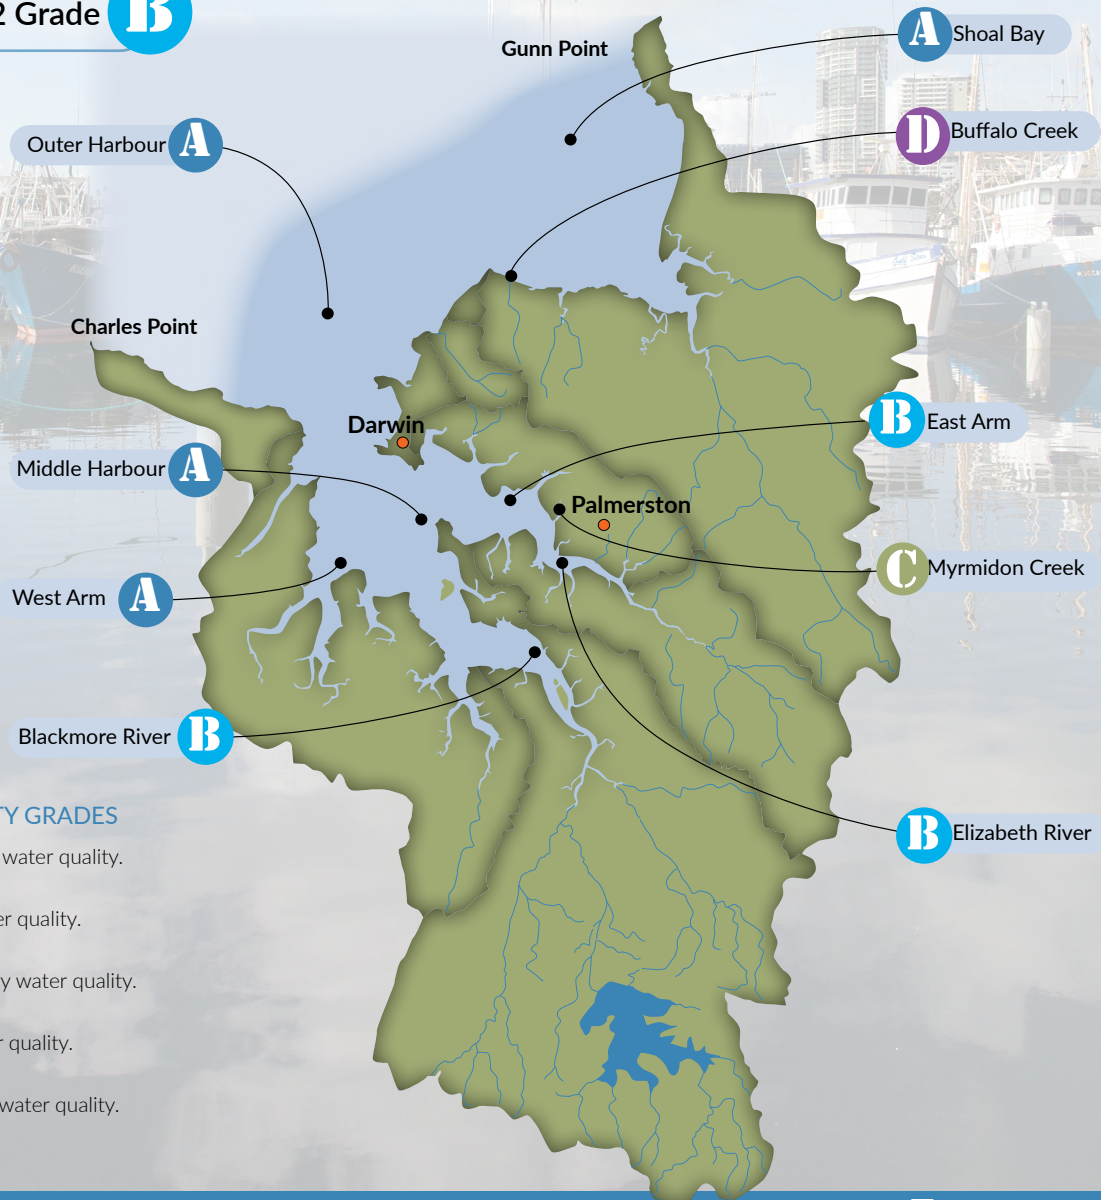 2 Grade B
Gunn Point
A Shoal Bay
Outer Harbour A
D Buffalo Creek
Charles Point
Darwin
B East Arm
Middle Harbour A
Palmerston
C Myrmidon Creek
West Arm A
Blackmore River B
TY GRADES
B Elizabeth River
water quality.
er quality.
y water quality.
r quality.
water quality.